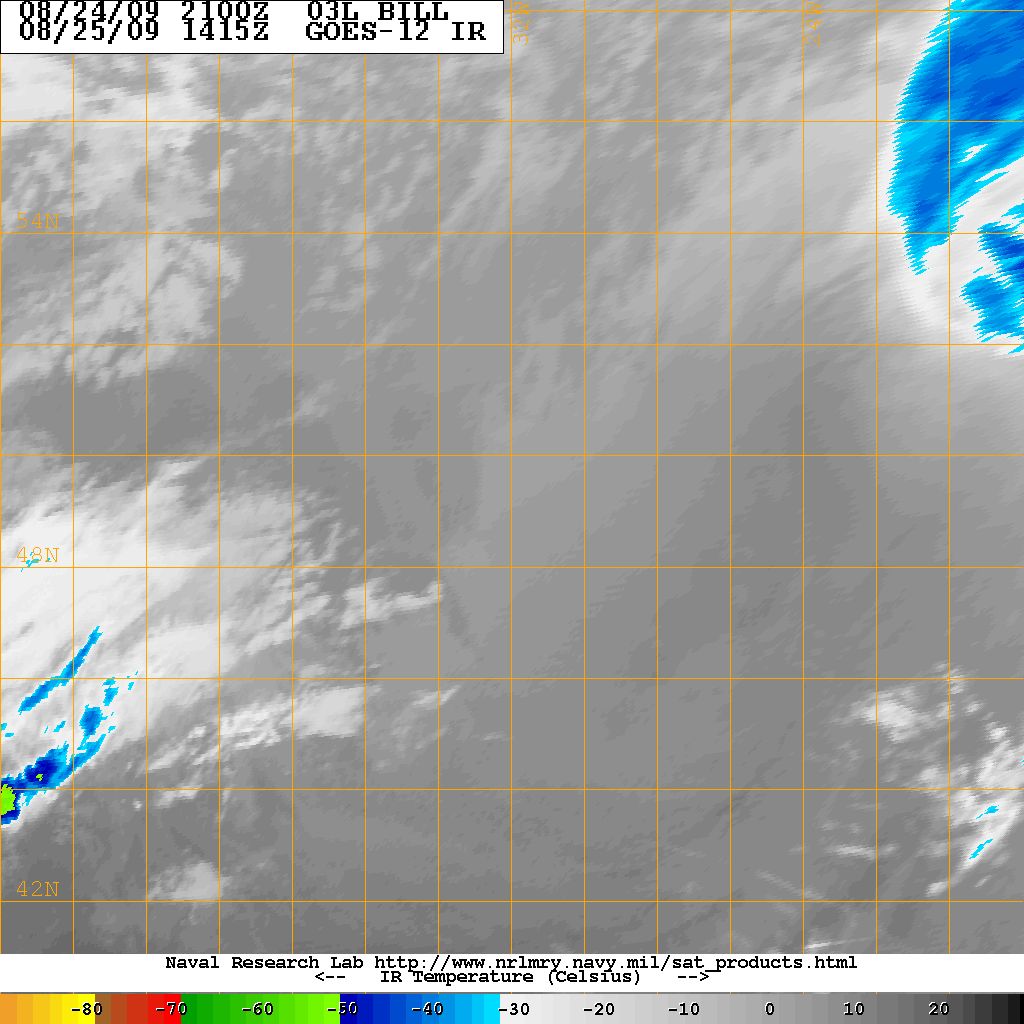 08/24/09 2100Z 03L BILL
08/25/09 1415Z GOES-12 IR
54N
48N
42N
Naval Research Lab http://www.nrlmry.navy.mil/sat_products.html
<-- IR Temperature (Celsius) -->
-80 -70 -60 -50 -40 -30 -20 -10 0 10 20